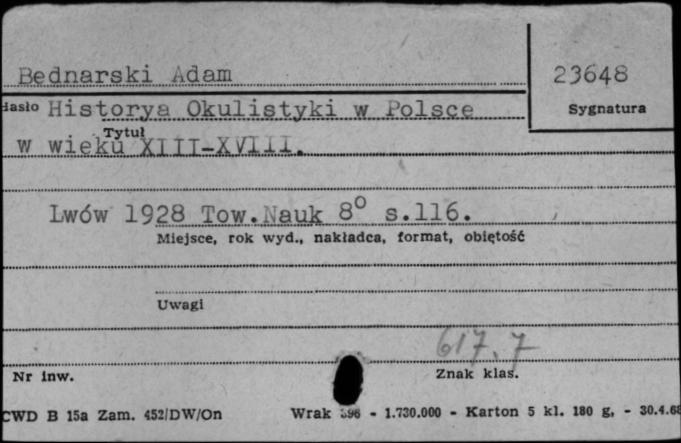 Bednarski Adam
23648
Hasło Historya Okulistyki w Polsce
Sygnatura
Tytuł
w wieku XIII-XVIII.
Lwów 1928 Tow.Nauk 8° s.116.
Miejsce, rok wyd., nakładca, format, objętość
Uwagi
617.7
Nr inw.
Znak klas.
CWD B 15a Zam. 452/DW/On Wrak - 1.730.000 - Karton 5 kl. 180 g, - 30.4.68